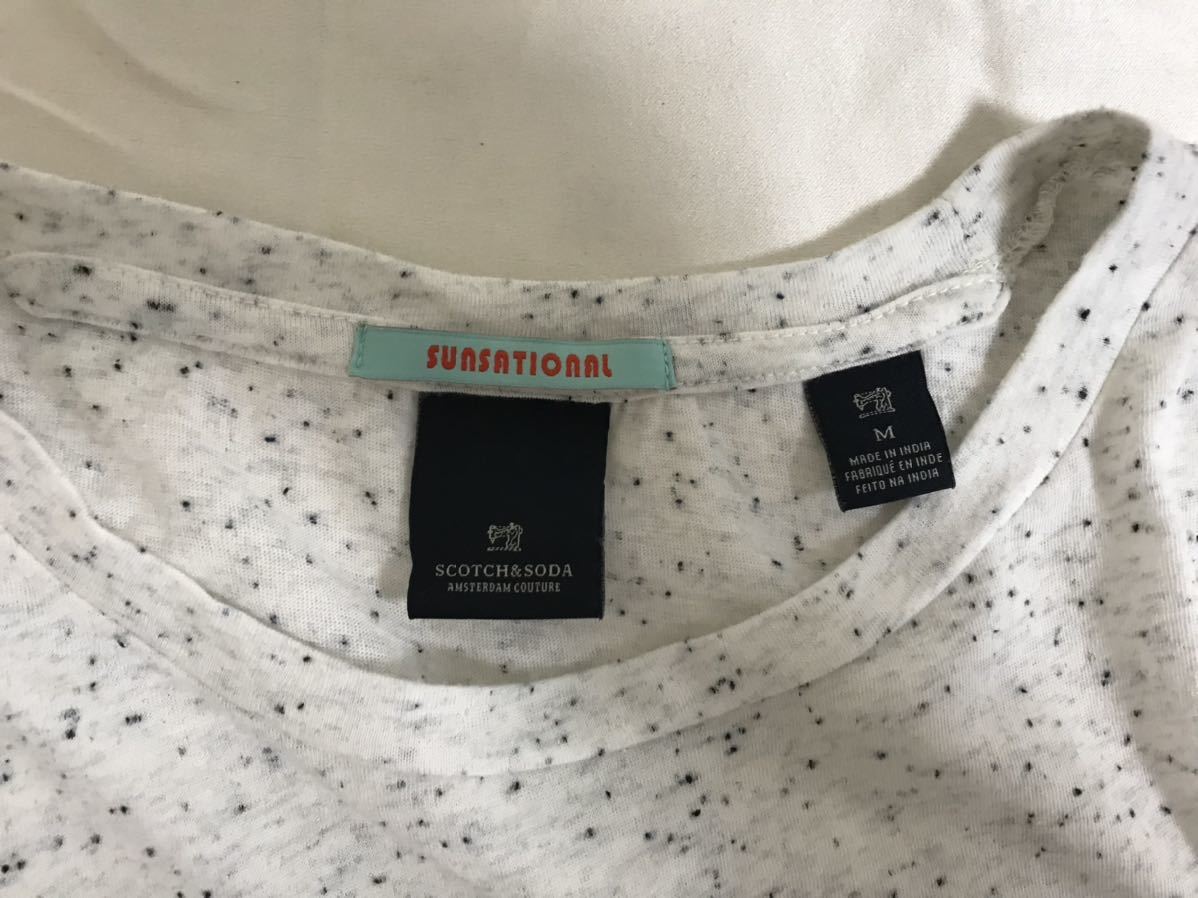 SUNSATIONAL
SCOTCH&SODA
AMSTERDAM COUTURE
M
MADE IN INDIA
FABRIQUÉ EN INDE
FEITO NA INDIA